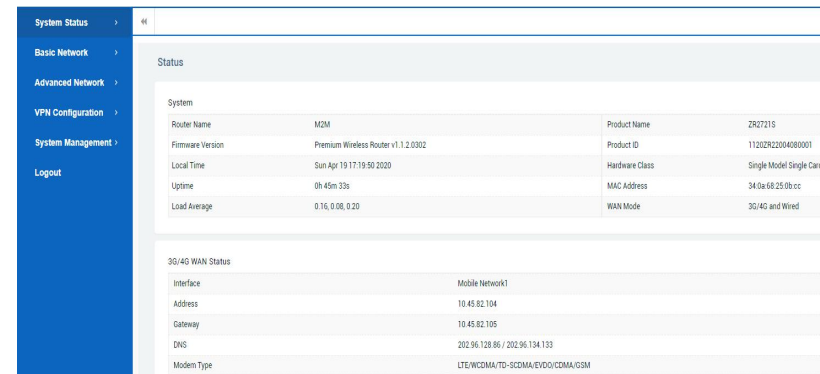 System Status
Basic Network
Advanced Network
VPN Configuration
System Management
Logout
Status
System
Router Name M2M Product Name ZR2721S
Firmware Version Premium Wireless Router v1.1.2.0302 Product ID 1120ZR22004080001
Local Time Sun Apr 19 17:19:50 2020 Hardware Class Single Model Single Card
Uptime 0h 45m 33s MAC Address 34:0a:68:25:0b:cc
Load Average 0.16, 0.08, 0.20 WAN Mode 3G/4G and Wired
3G/4G WAN Status
Interface Mobile Network1
Address 10.45.82.104
Gateway 10.45.82.105
DNS 202.96.128.86 / 202.96.134.133
Modem Type LTE/WCDMA/TD-SCDMA/EVDO/CDMA/GSM